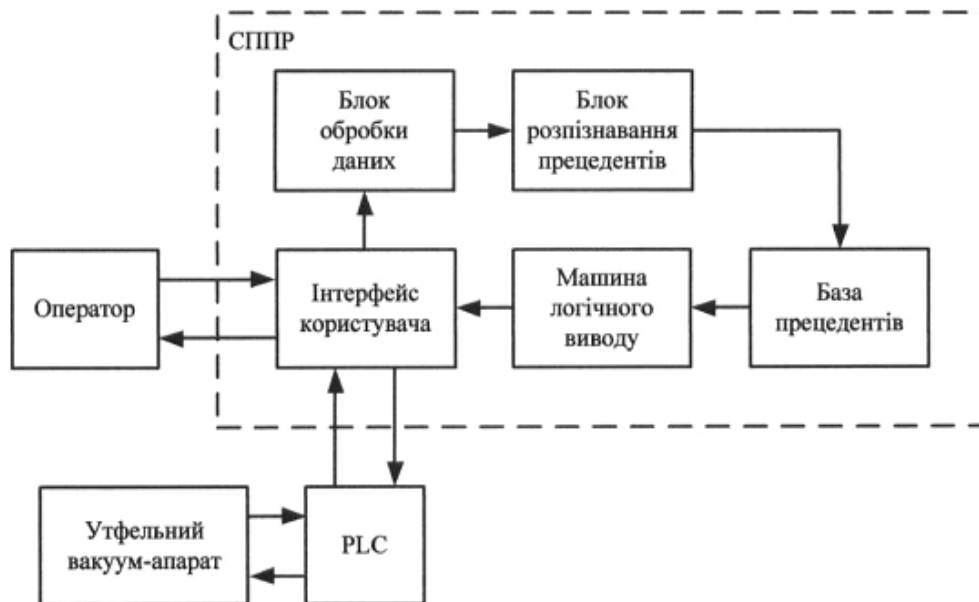 СППР
Блок
обробки
даних
Блок
розпізнавання
прецедентів
Оператор
Інтерфейс
користувача
Машина
логічного
виводу
База
прецедентів
Утфельний
вакуум-апарат
PLC